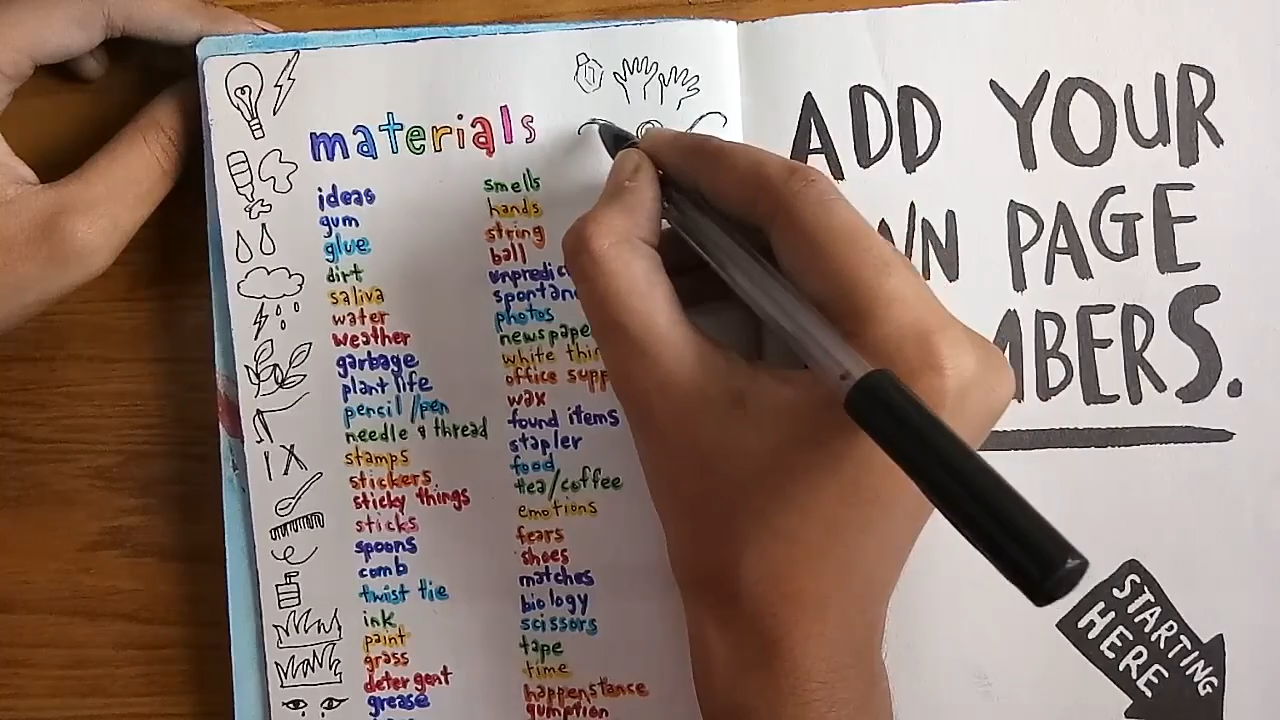 materials
ideas
gum
glue
dirt
saliva
water
weather
garbage
plant life
pencil/pen
needle & thread
stamps
stickers
sticky things
sticks
spoons
comb
twist tie
ink
paint
grass
detergent
grease
smells
hands
string
ball
photos
white
office
wax
found items
stapler
food
tea/coffee
emotions
fears
shoes
matches
biology
scissors
tape
time
happenstance
gumption
ADD YOUR
PAGE
STARTING
HERE